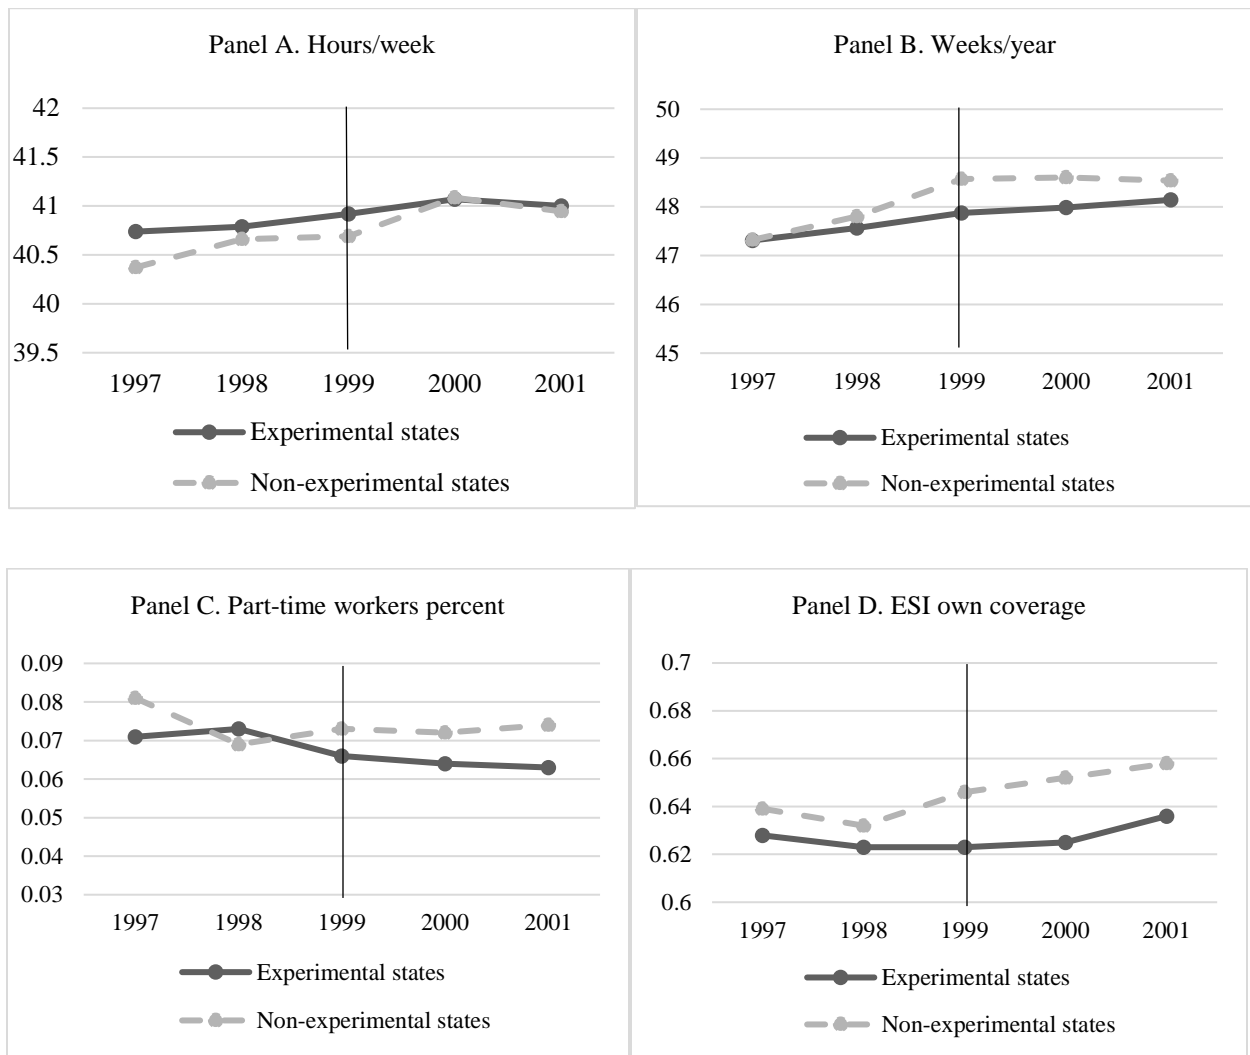 Panel A. Hours/week
42
41.5
41
40.5
40
39.5
1997 1998 1999 2000 2001
Experimental states
Non-experimental states
Panel B. Weeks/year
50
49
48
47
46
45
1997 1998 1999 2000 2001
Experimental states
Non-experimental states
Panel C. Part-time workers percent
0.09
0.08
0.07
0.06
0.05
0.04
0.03
1997 1998 1999 2000 2001
Experimental states
Non-experimental states
Panel D. ESI own coverage
0.7
0.68
0.66
0.64
0.62
0.6
1997 1998 1999 2000 2001
Experimental states
Non-experimental states